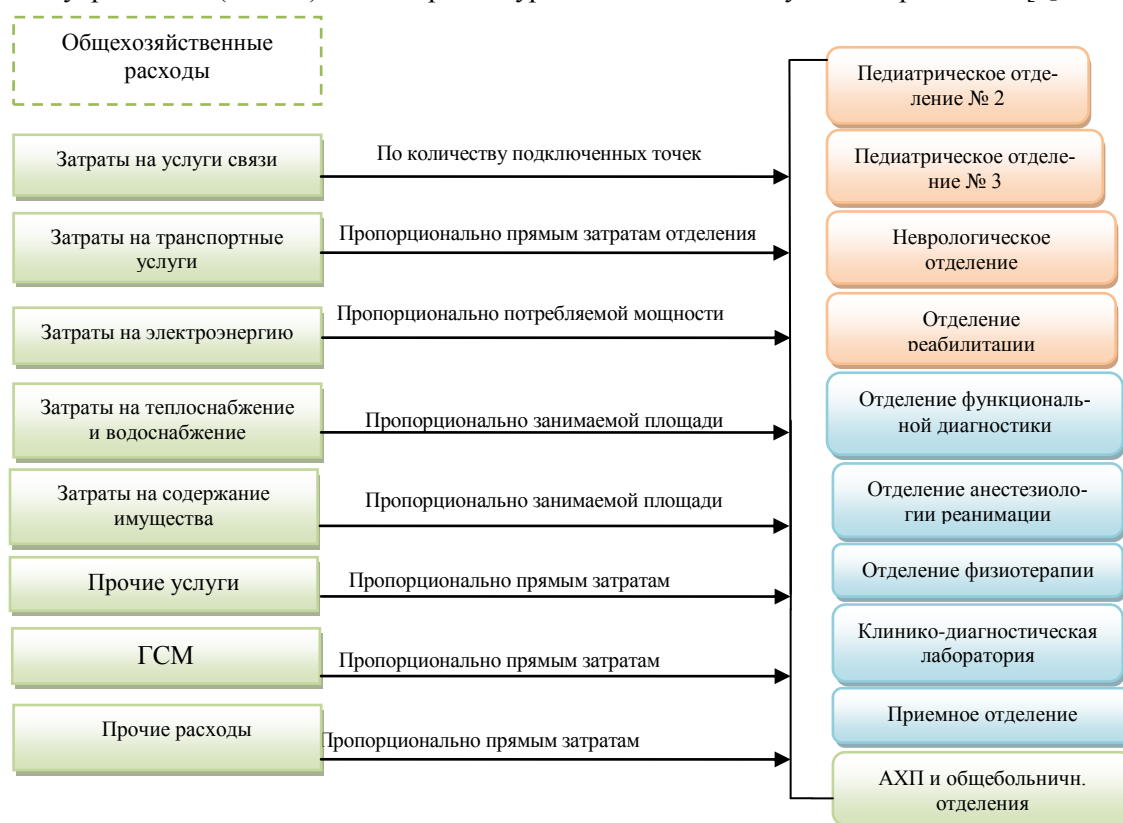 Общехозяйственные
расходы
Затраты на услуги связи
По количеству подключенных точек
Затраты на транспортные
услуги
Пропорционально прямым затратам отделения
Затраты на электроэнергию
Пропорционально потребляемой мощности
Затраты на теплоснабжение
и водоснабжение
Пропорционально занимаемой площади
Затраты на содержание
имущества
Пропорционально занимаемой площади
Прочие услуги
Пропорционально прямым затратам
ГСМ
Пропорционально прямым затратам
Прочие расходы
Пропорционально прямым затратам
Педиатрическое отде-
ление № 2
Педиатрическое отделе-
ние № 3
Неврологическое
отделение
Отделение
реабилитации
Отделение функциональ-
ной диагностики
Отделение анестезиоло-
гии реанимации
Отделение физиотерапии
Клинико-диагностическая
лаборатория
Приемное отделение
АХП и общебольничн.
отделения